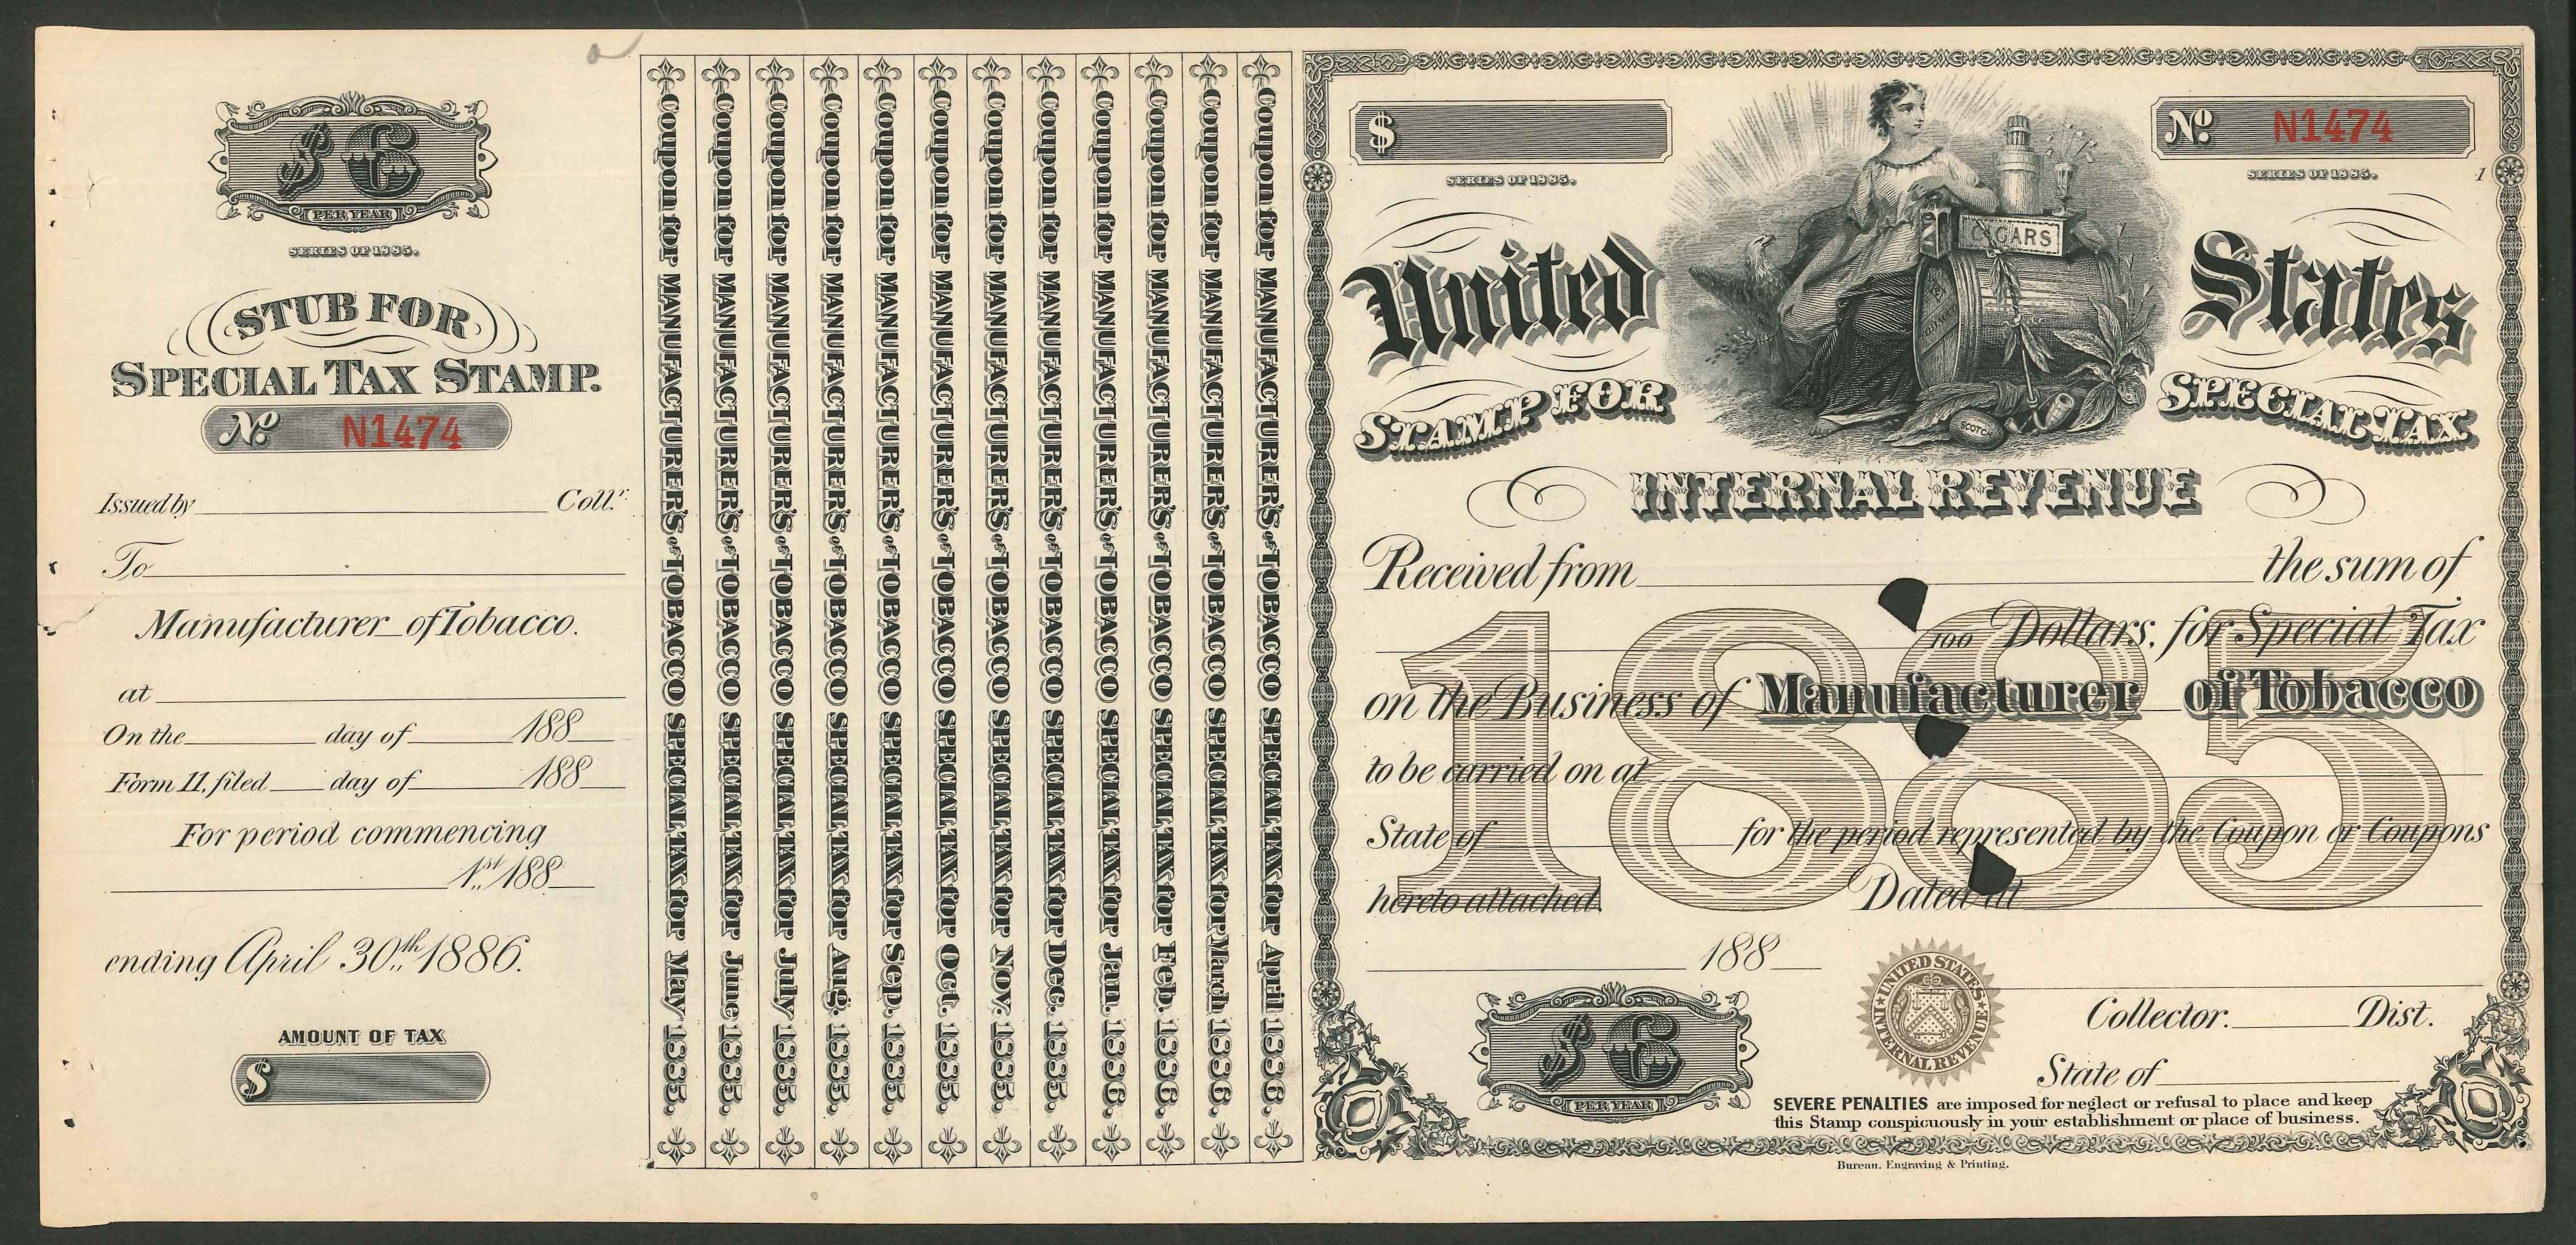 $6
PER YEAR
SERIES OF 1885.
STUB FOR
SPECIAL TAX STAMP.
No. N1474
Issued by Collr.
To
Manufacturer of Tobacco.
at
On the day of 188
Form 11, filed day of 188
For period commencing
1st 188
ending April 30th 1886.
AMOUNT OF TAX
$
Coupon for MANUFACTURER'S of TOBACCO SPECIAL TAX for May 1885.
Coupon for MANUFACTURER'S of TOBACCO SPECIAL TAX for June 1885.
Coupon for MANUFACTURER'S of TOBACCO SPECIAL TAX for July 1885.
Coupon for MANUFACTURER'S of TOBACCO SPECIAL TAX for Aug. 1885.
Coupon for MANUFACTURER'S of TOBACCO SPECIAL TAX for Sep. 1885.
Coupon for MANUFACTURER'S of TOBACCO SPECIAL TAX for Oct. 1885.
Coupon for MANUFACTURER'S of TOBACCO SPECIAL TAX for Nov. 1885.
Coupon for MANUFACTURER'S of TOBACCO SPECIAL TAX for Dec. 1885.
Coupon for MANUFACTURER'S of TOBACCO SPECIAL TAX for Jan. 1886.
Coupon for MANUFACTURER'S of TOBACCO SPECIAL TAX for Feb. 1886.
Coupon for MANUFACTURER'S of TOBACCO SPECIAL TAX for March 1886.
Coupon for MANUFACTURER'S of TOBACCO SPECIAL TAX for April 1886.
$
SERIES OF 1885.
No. N1474
SERIES OF 1885.
1
CIGARS
SCOTCH
United States
STAMP FOR SPECIAL TAX
INTERNAL REVENUE
Received from the sum of
100 Dollars, for Special Tax
on the Business of Manufacturer of Tobacco
to be carried on at
1885
State of for the period represented by the Coupon or Coupons
hereto attached. Dated at
188
UNITED STATES INTERNAL REVENUE
Collector. Dist.
State of
$6
PER YEAR
SEVERE PENALTIES are imposed for neglect or refusal to place and keep
this Stamp conspicuously in your establishment or place of business.
Bureau, Engraving & Printing.